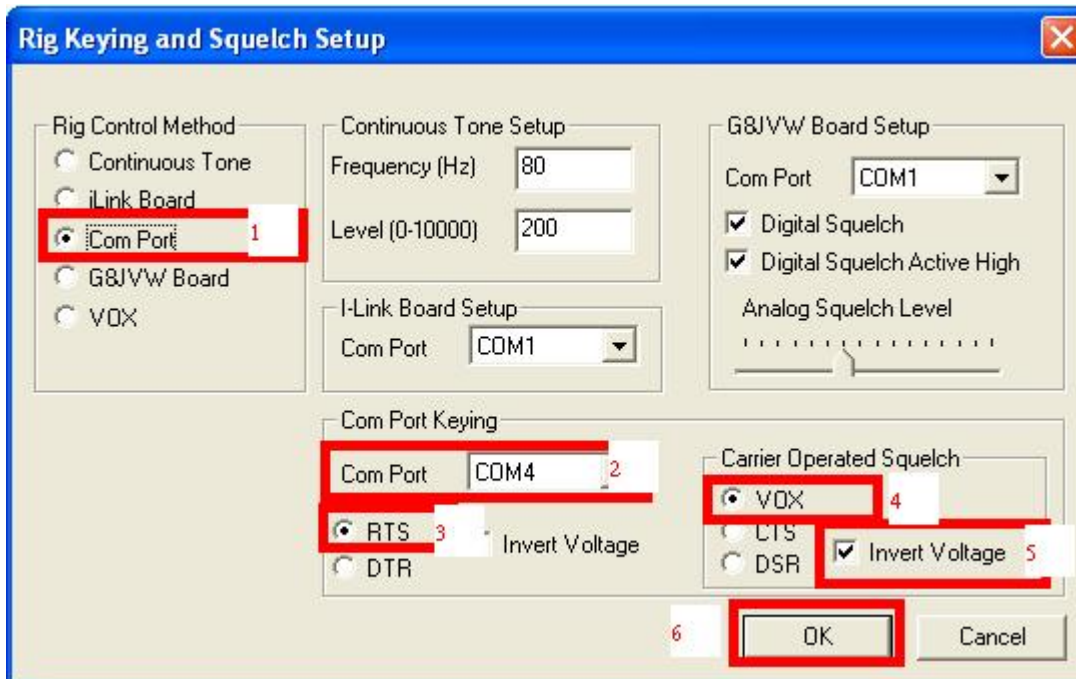 Rig Keying and Squelch Setup
Rig Control Method
Continuous Tone
iLink Board
Com Port 1
G8JVW Board
VOX
Continuous Tone Setup
Frequency (Hz) 80
Level (0-10000) 200
I-Link Board Setup
Com Port COM1
G8JVW Board Setup
Com Port COM1
Digital Squelch
Digital Squelch Active High
Analog Squelch Level
Com Port Keying
Com Port COM4 2
RTS 3
DTR
Invert Voltage
Carrier Operated Squelch
VOX 4
CTS
DSR
Invert Voltage 5
6 OK
Cancel